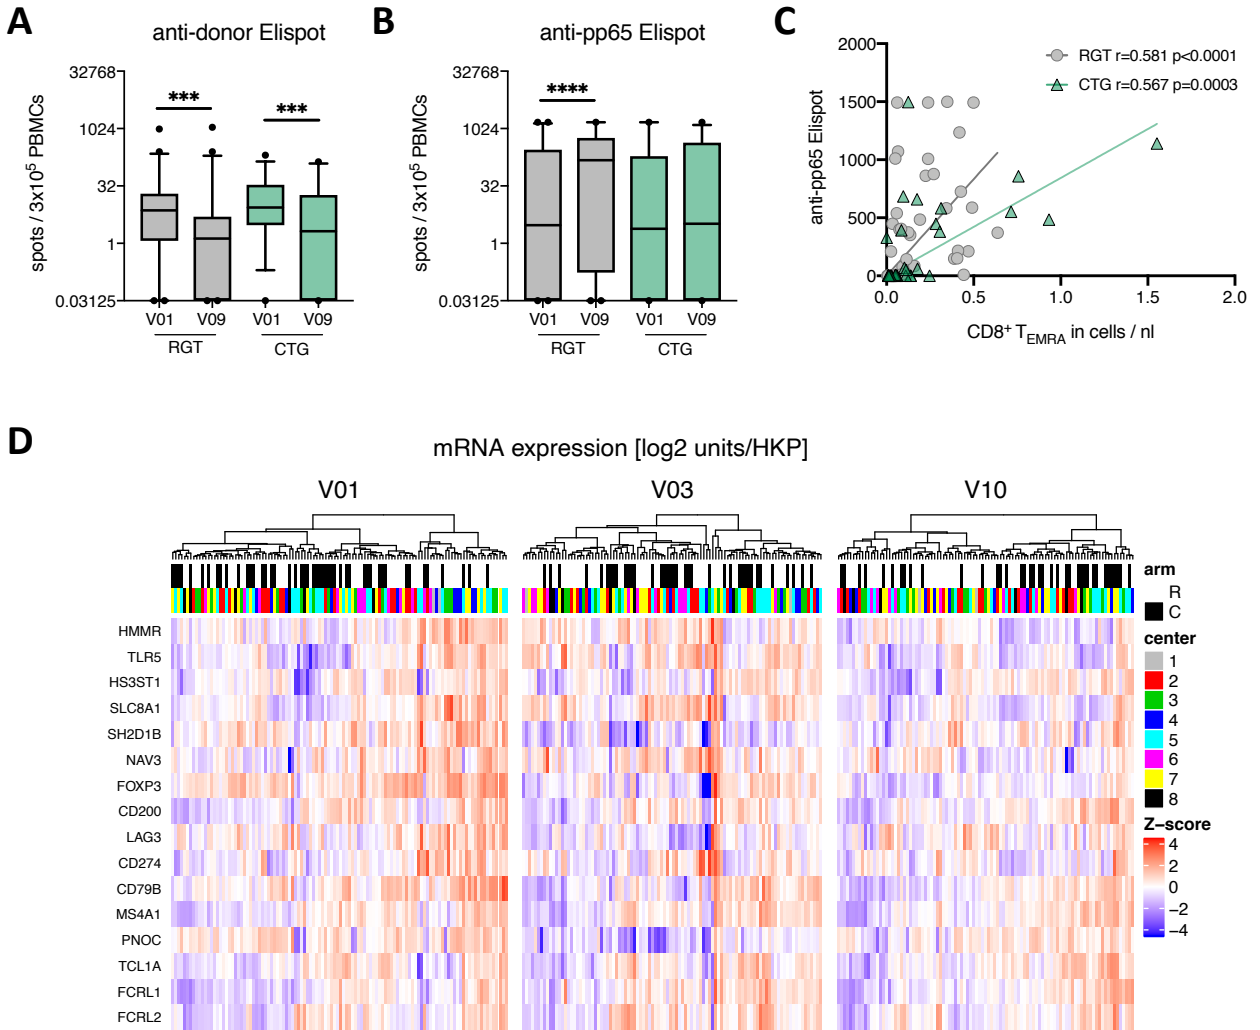 A
anti-donor Elispot
spots / 3x10⁵ PBMCs
32768
1024
32
1
0.03125
***
***
V01
V09
V01
V09
RGT
CTG
B
anti-pp65 Elispot
spots / 3x10⁵ PBMCs
32768
1024
32
1
0.03125
****
V01
V09
V01
V09
RGT
CTG
C
anti-pp65 Elispot
2000
1500
1000
500
0
0.0
0.5
1.0
1.5
2.0
CD8⁺ T_EMRA in cells / nl
RGT r=0.581 p<0.0001
CTG r=0.567 p=0.0003
D
mRNA expression [log2 units/HKP]
V01
V03
V10
HMMR
TLR5
HS3ST1
SLC8A1
SH2D1B
NAV3
FOXP3
CD200
LAG3
CD274
CD79B
MS4A1
PNOC
TCL1A
FCRL1
FCRL2
arm
R
C
center
1
2
3
4
5
6
7
8
Z−score
4
2
0
−2
−4